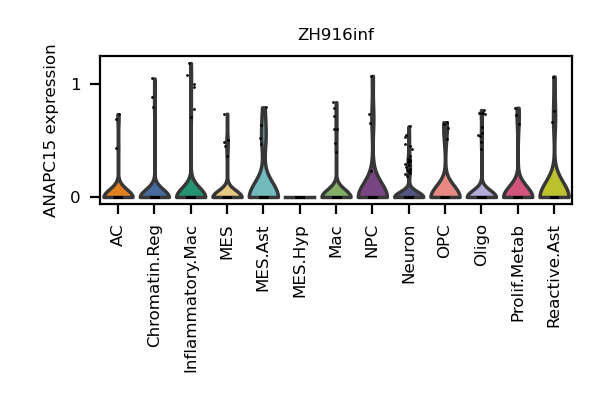 ZH916inf
ANAPC15 expression
1
0
AC
Chromatin.Reg
Inflammatory.Mac
MES
MES.Ast
MES.Hyp
Mac
NPC
Neuron
OPC
Oligo
Prolif.Metab
Reactive.Ast